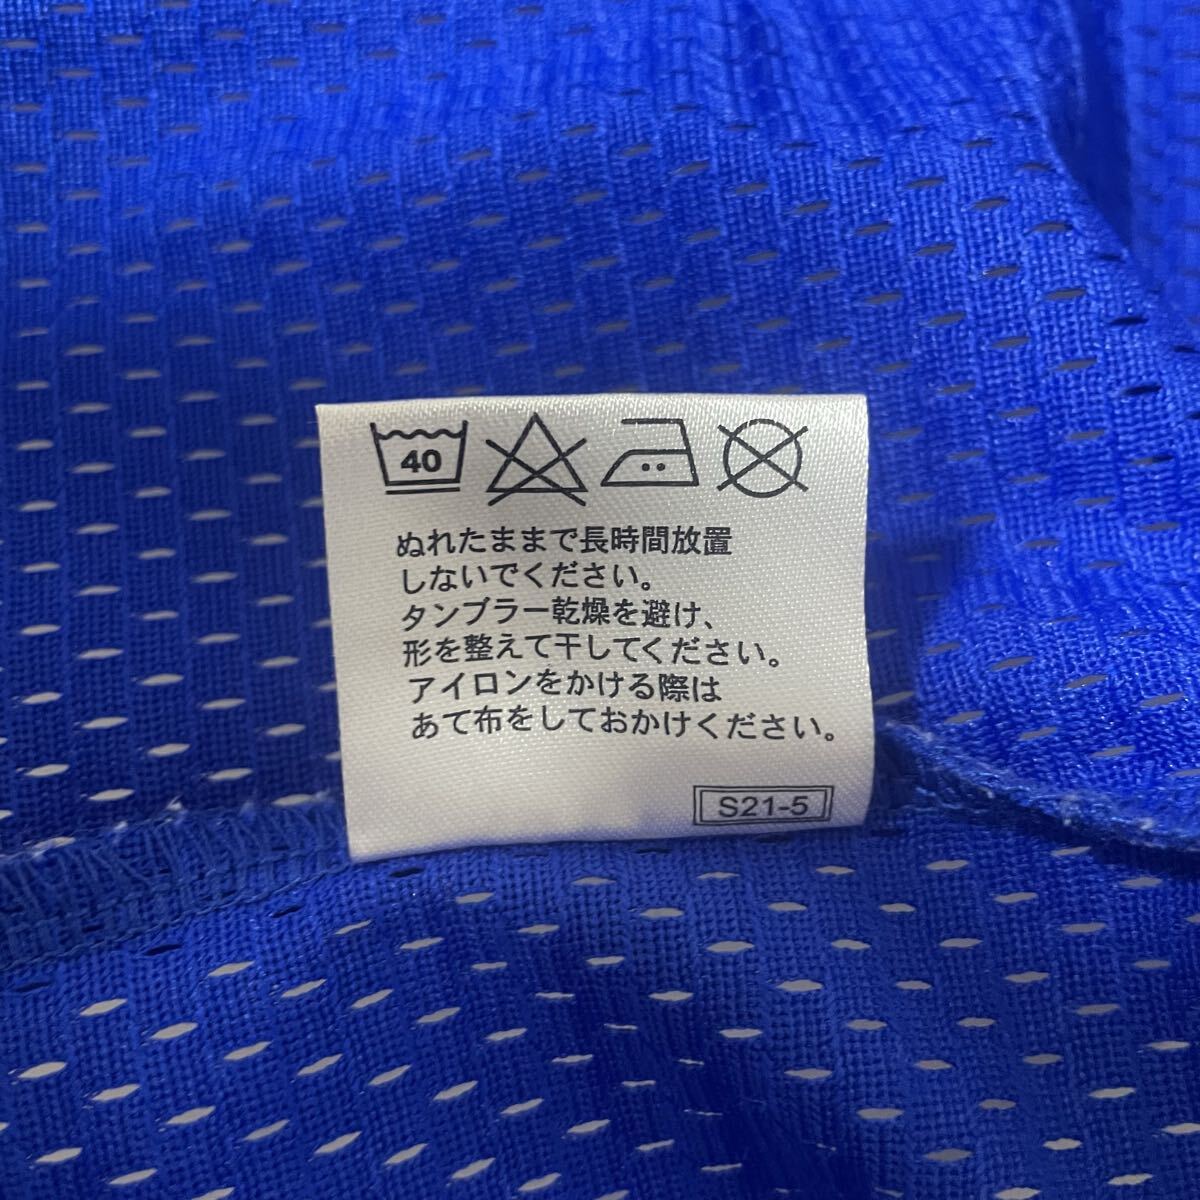 40
ぬれたままで長時間放置
しないでください。
タンブラー乾燥を避け、
形を整えて干してください。
アイロンをかける際は
あて布をしておかけください。
S21-5